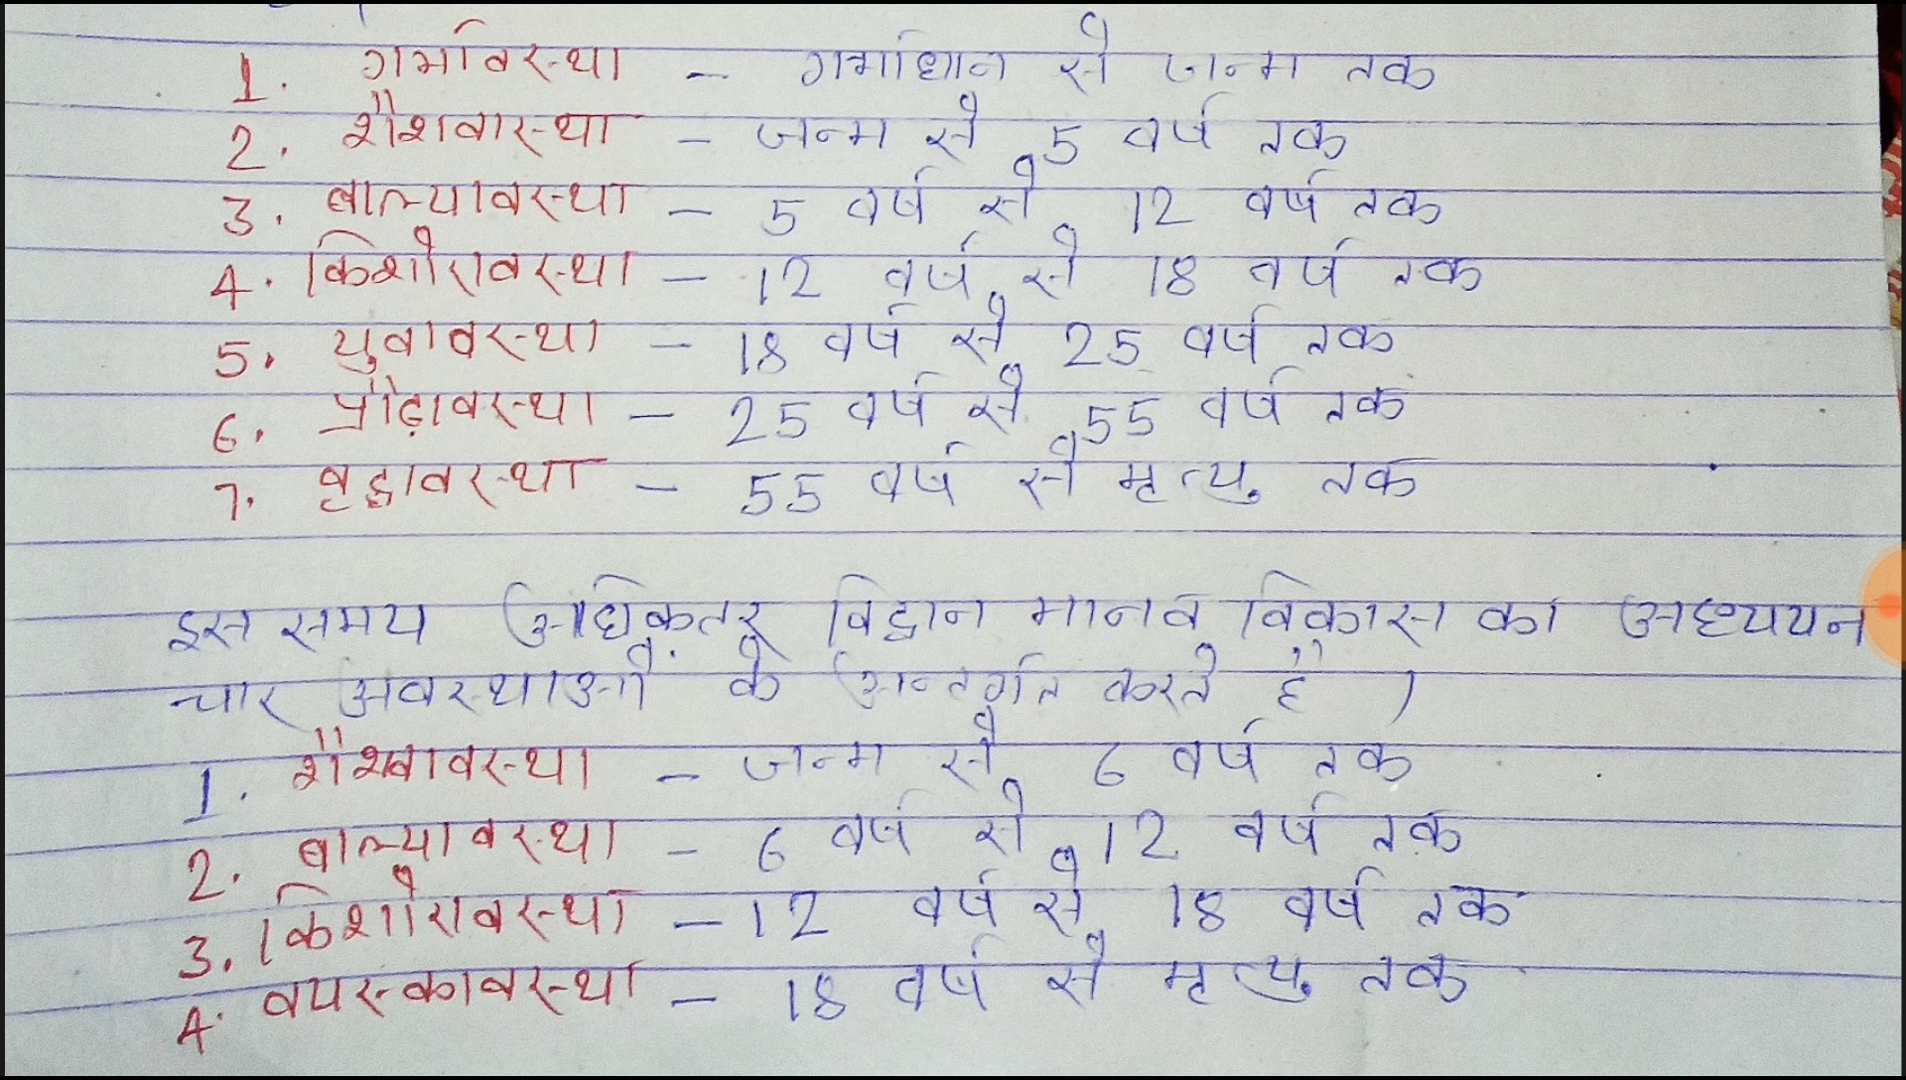 1. गर्भावस्था - गर्भाधान से जन्म तक
2. शैशवास्था - जन्म से 5 वर्ष तक
3. बाल्यावस्था - 5 वर्ष से 12 वर्ष तक
4. किशोरावस्था - 12 वर्ष से 18 वर्ष तक
5. युवावस्था - 18 वर्ष से 25 वर्ष तक
6. प्रौढ़ावस्था - 25 वर्ष से 55 वर्ष तक
7. वृद्धावस्था - 55 वर्ष से मृत्यु तक
इस समय अधिकतर विद्वान मानव विकास का अध्ययन
चार अवस्थाओं के अन्तर्गत करते हैं ।
1. शैशवावस्था - जन्म से 6 वर्ष तक
2. बाल्यावस्था - 6 वर्ष से 12 वर्ष तक
3. किशोरावस्था - 12 वर्ष से 18 वर्ष तक
4. वयस्कावस्था - 18 वर्ष से मृत्यु तक